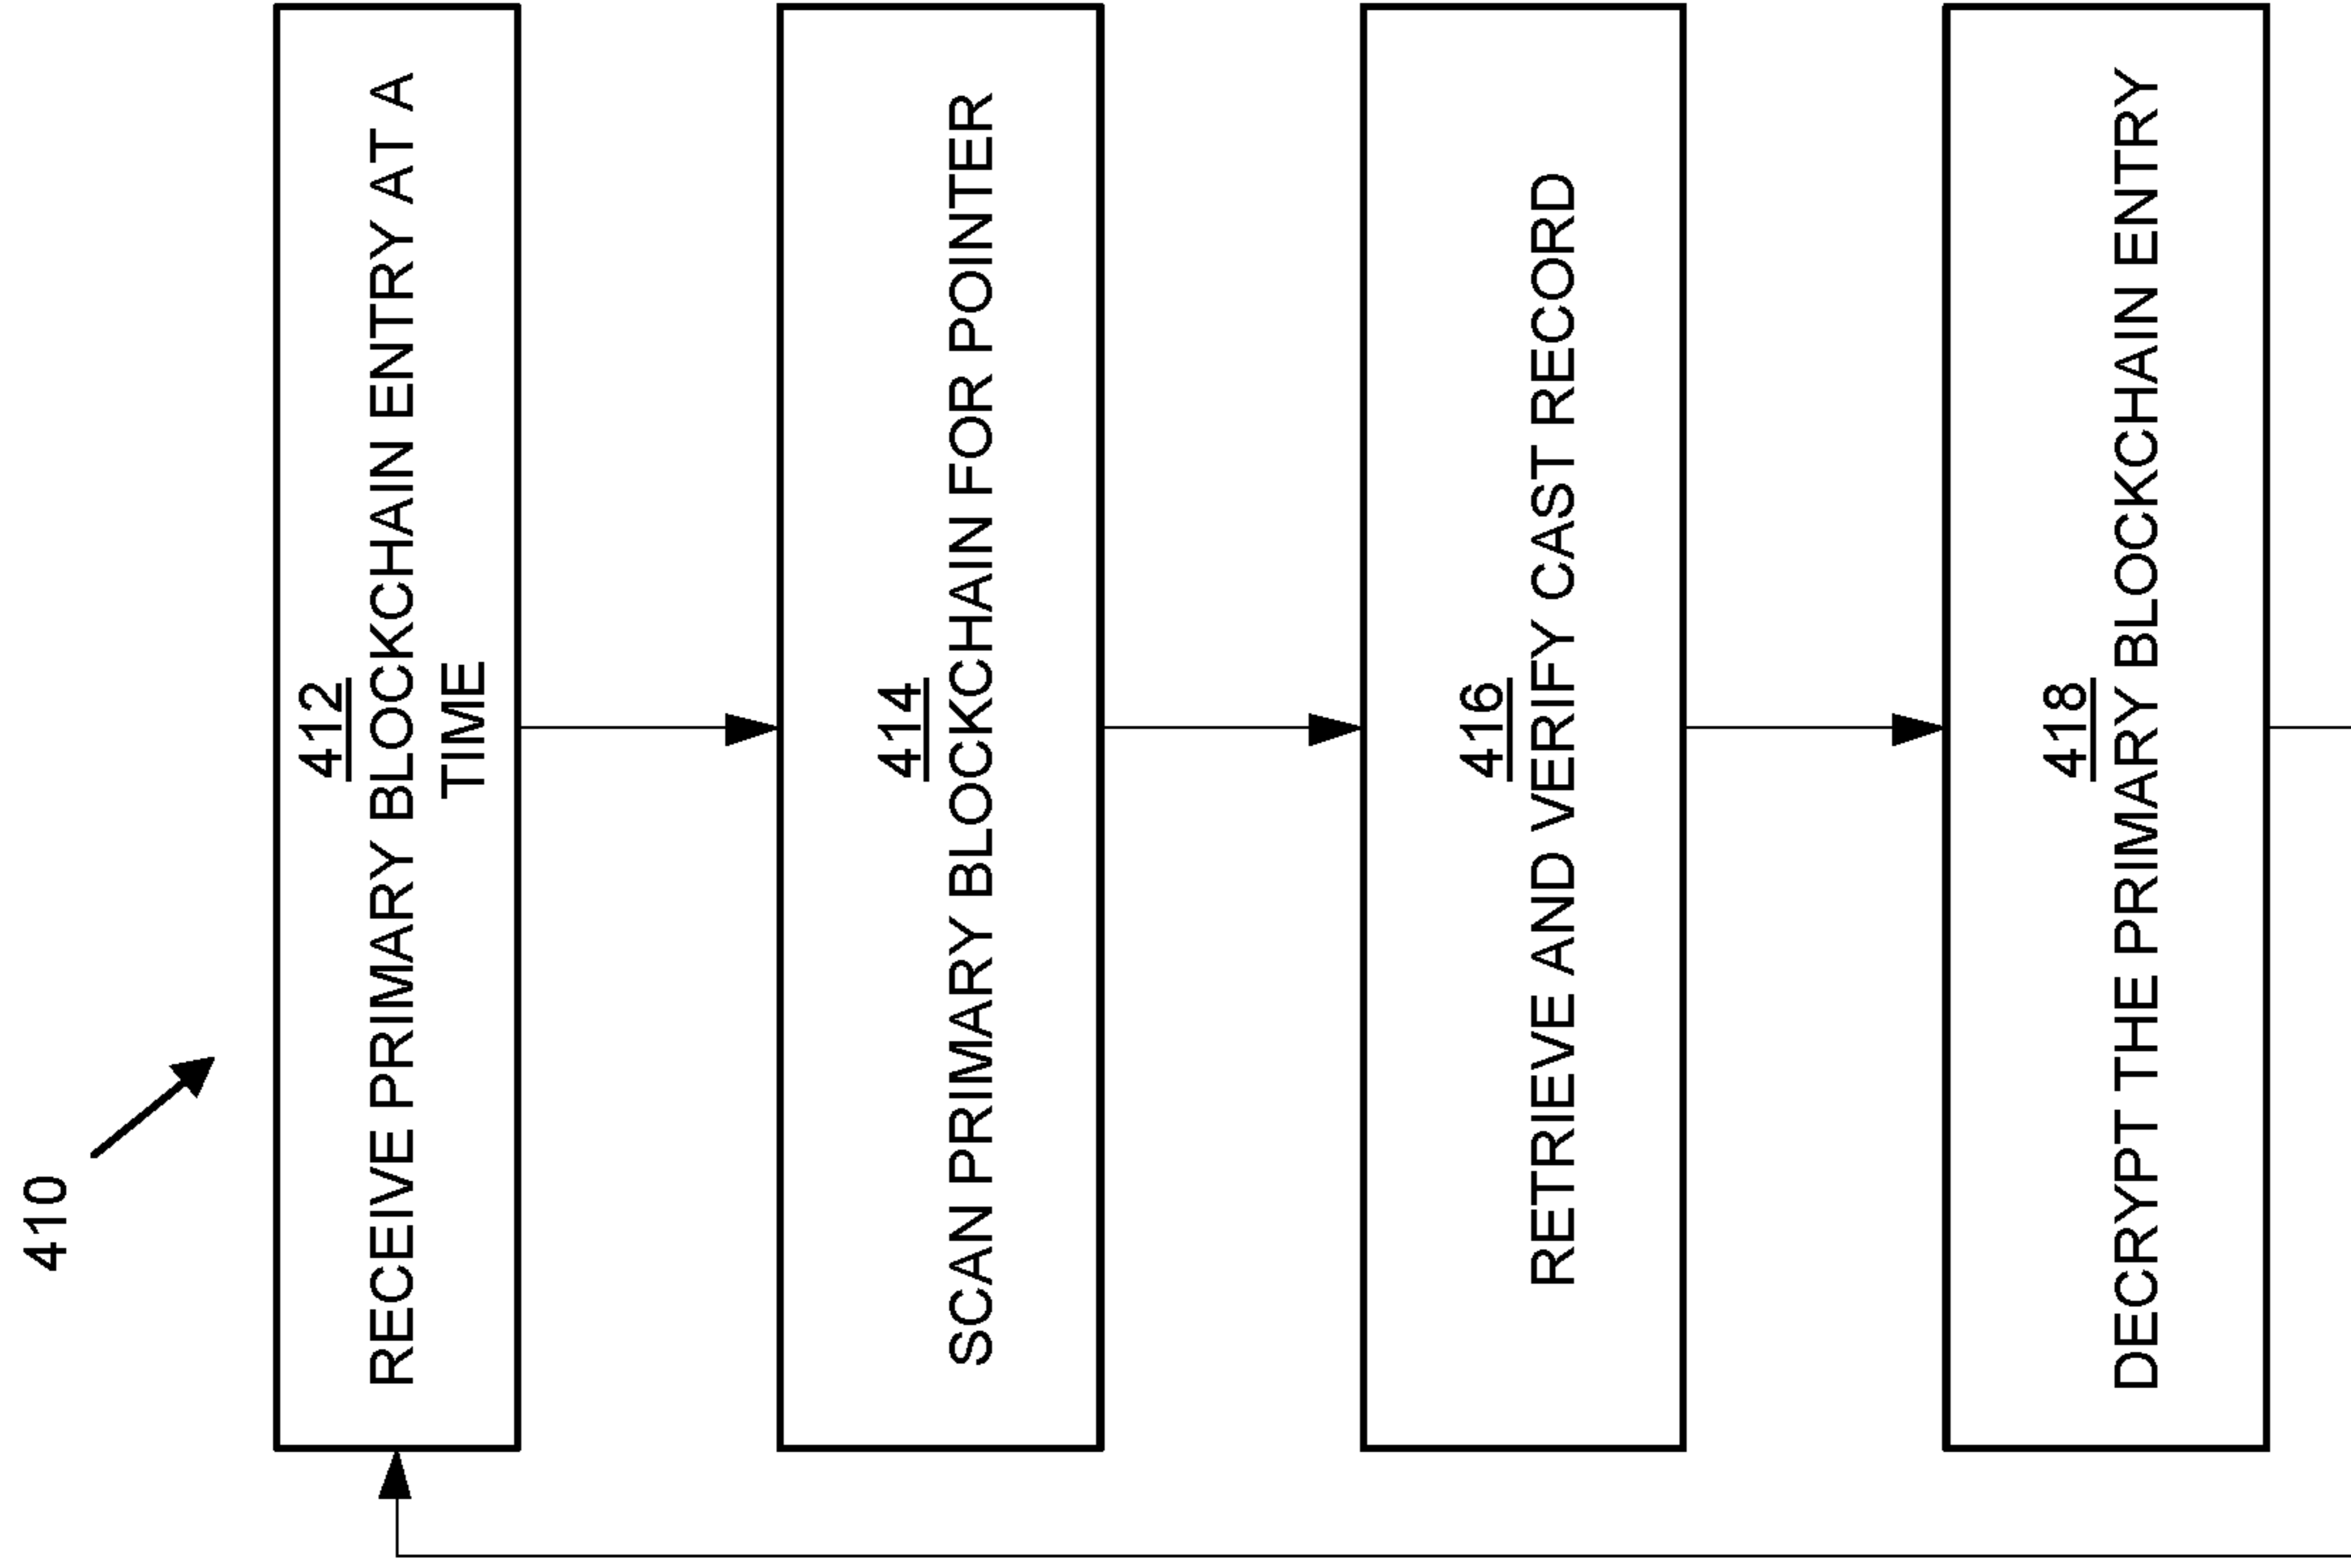 410
412
RECEIVE PRIMARY BLOCKCHAIN ENTRY AT A
TIME
414
SCAN PRIMARY BLOCKCHAIN FOR POINTER
416
RETRIEVE AND VERIFY CAST RECORD
418
DECRYPT THE PRIMARY BLOCKCHAIN ENTRY